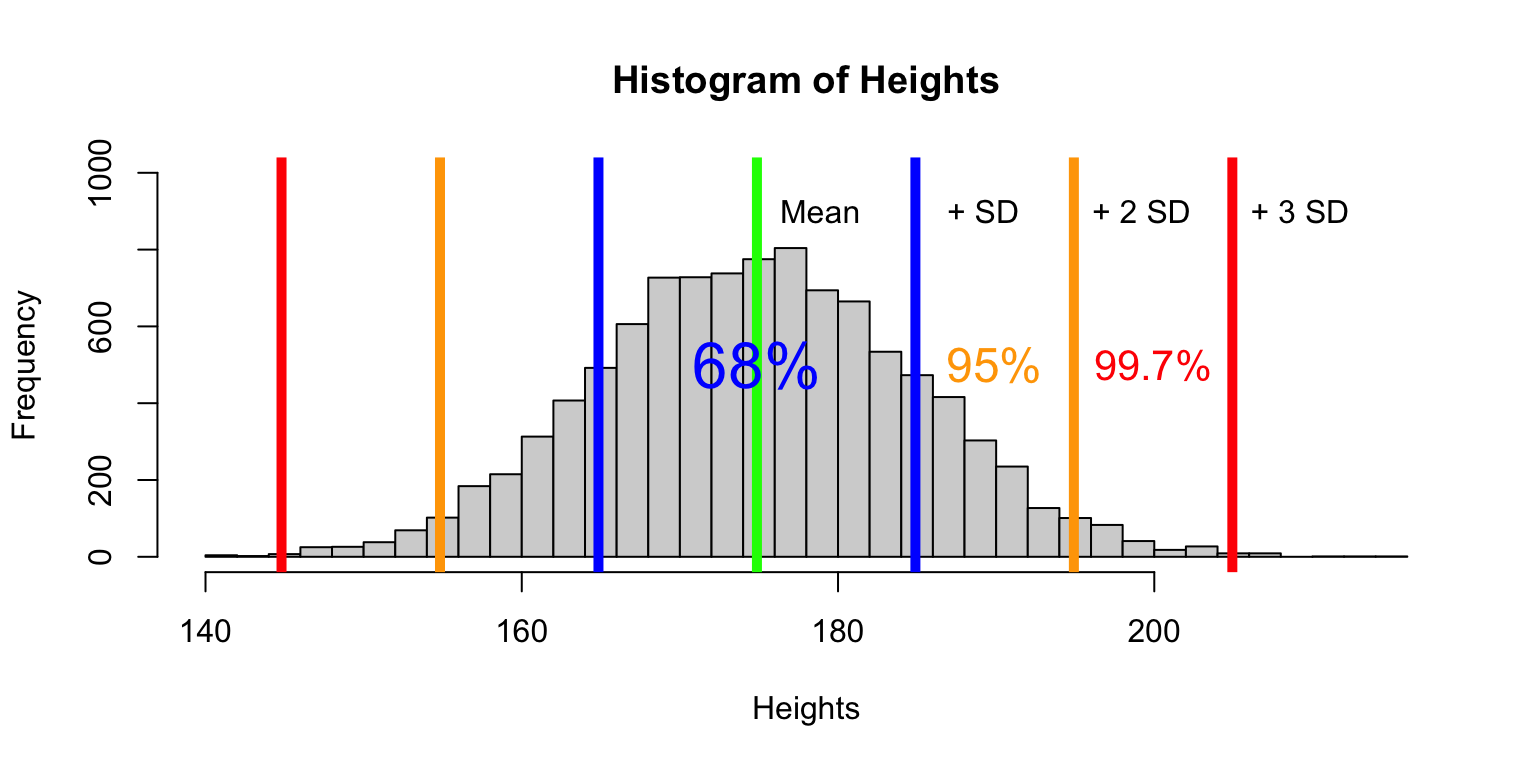 Histogram of Heights
Mean
+ SD
+ 2 SD
+ 3 SD
68%
95%
99.7%
Frequency
1000
600
200
0
140
160
180
200
Heights